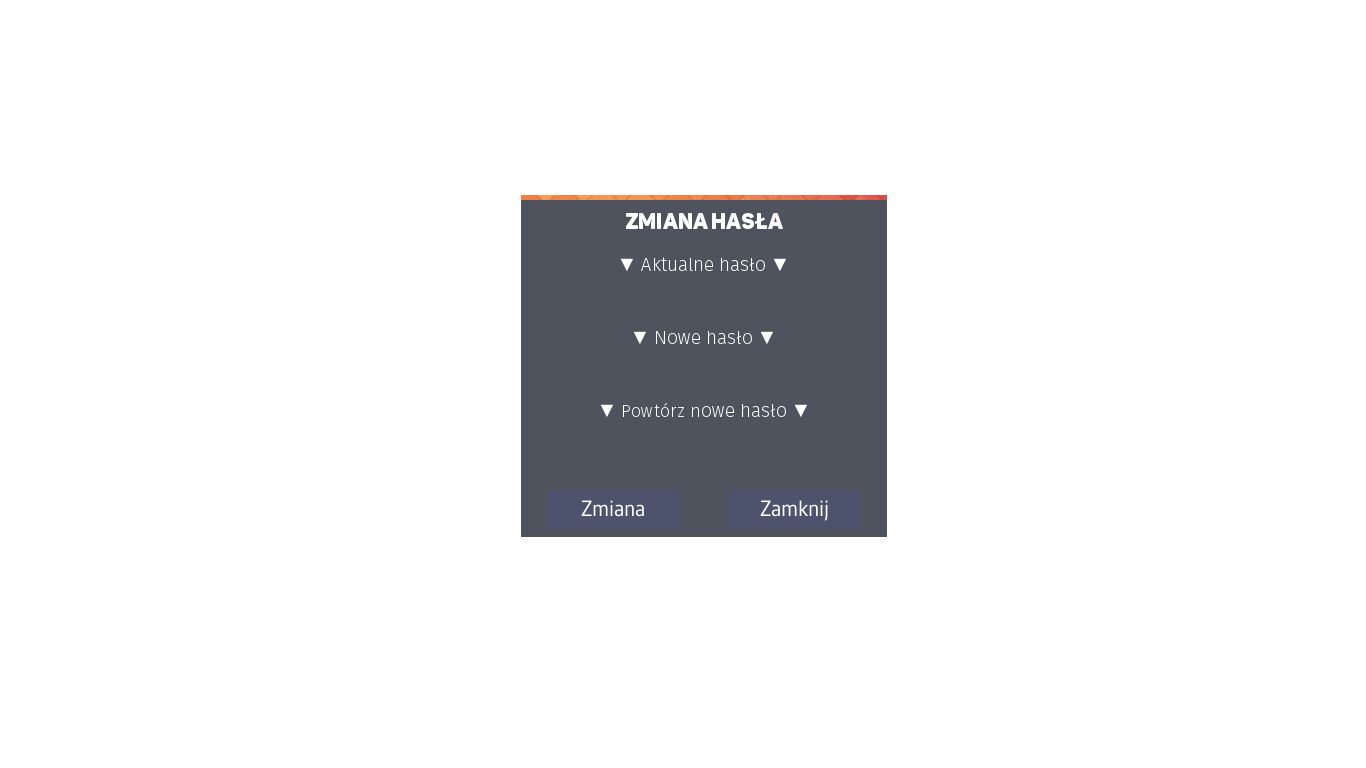 ZMIANA HASŁA
▼ Aktualne hasło ▼
▼ Nowe hasło ▼
▼ Powtórz nowe hasło ▼
Zmiana
Zamknij